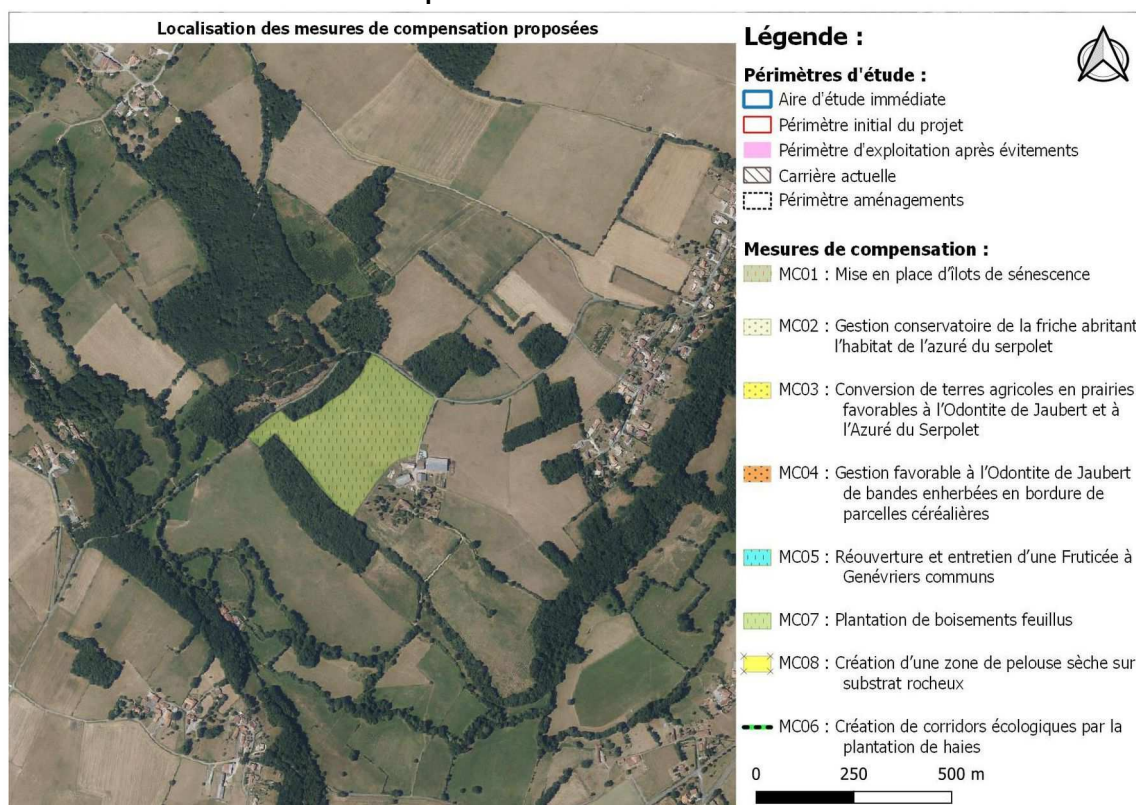 Localisation des mesures de compensation proposées
Légende :
Périmètres d'étude :
Aire d'étude immédiate
Périmètre initial du projet
Périmètre d'exploitation après évitements
Carrière actuelle
Périmètre aménagements
Mesures de compensation :
MC01 : Mise en place d'îlots de sénescence
MC02 : Gestion conservatoire de la friche abritant
l'habitat de l'azuré du serpolet
MC03 : Conversion de terres agricoles en prairies
favorables à l'Odontite de Jaubert et à
l'Azuré du Serpolet
MC04 : Gestion favorable à l'Odontite de Jaubert
de bandes enherbées en bordure de
parcelles céréalières
MC05 : Réouverture et entretien d'une Fruticée à
Genévriers communs
MC07 : Plantation de boisements feuillus
MC08 : Création d'une zone de pelouse sèche sur
substrat rocheux
MC06 : Création de corridors écologiques par la
plantation de haies
0 250 500 m